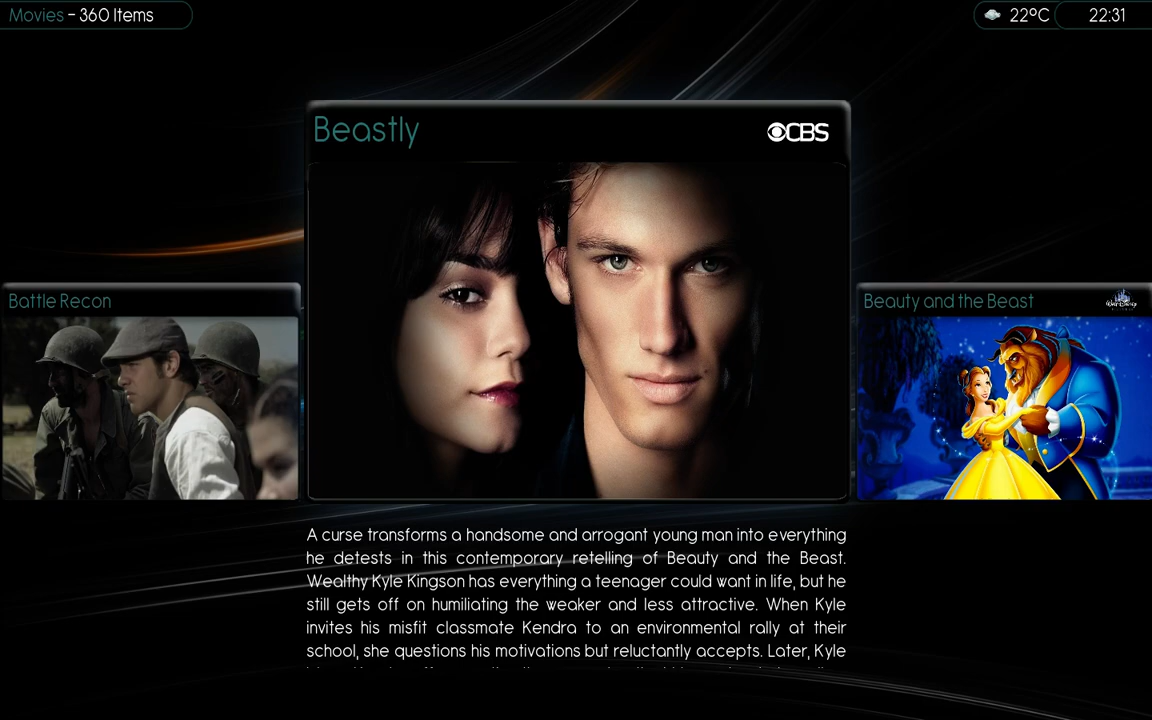 Movies - 360 Items
22°C
22:31
Beastly
CBS
Battle Recon
Beauty and the Beast
WALT DISNEY
A curse transforms a handsome and arrogant young man into everything
he detests in this contemporary retelling of Beauty and the Beast.
Wealthy Kyle Kingson has everything a teenager could want in life, but he
still gets off on humiliating the weaker and less attractive. When Kyle
invites his misfit classmate Kendra to an environmental rally at their
school, she questions his motivations but reluctantly accepts. Later, Kyle